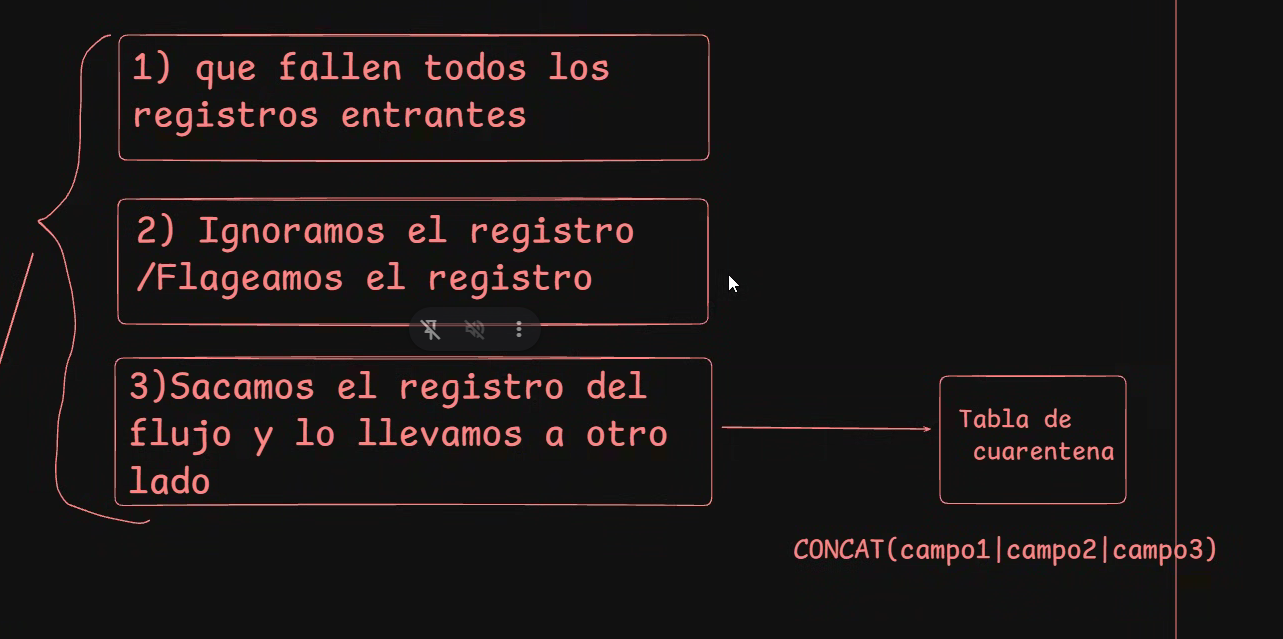 1) que fallen todos los
registros entrantes
2) Ignoramos el registro
/Flageamos el registro
3)Sacamos el registro del
flujo y lo llevamos a otro
lado
Tabla de
cuarentena
CONCAT(campo1|campo2|campo3)